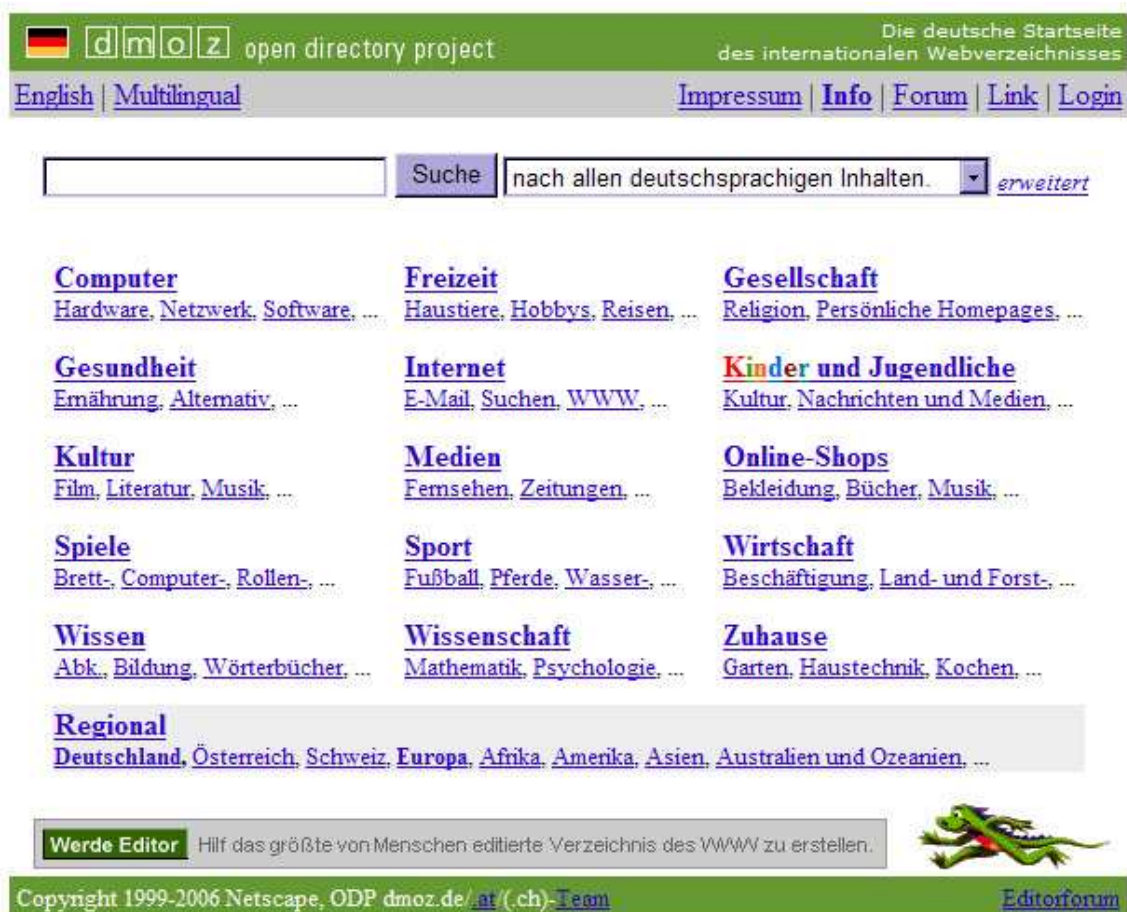 dmoz open directory project
Die deutsche Startseite
des internationalen Webverzeichnisses
English | Multilingual
Impressum | Info | Forum | Link | Login
Suche nach allen deutschsprachigen Inhalten. erweitert
Computer
Hardware, Netzwerk, Software, ...
Freizeit
Haustiere, Hobbys, Reisen, ...
Gesellschaft
Religion, Persönliche Homepages, ...
Gesundheit
Ernährung, Alternativ, ...
Internet
E-Mail, Suchen, WWW, ...
Kinder und Jugendliche
Kultur, Nachrichten und Medien, ...
Kultur
Film, Literatur, Musik, ...
Medien
Fernsehen, Zeitungen, ...
Online-Shops
Bekleidung, Bücher, Musik, ...
Spiele
Brett-, Computer-, Rollen-, ...
Sport
Fußball, Pferde, Wasser-, ...
Wirtschaft
Beschäftigung, Land- und Forst-, ...
Wissen
Abk., Bildung, Wörterbücher, ...
Wissenschaft
Mathematik, Psychologie, ...
Zuhause
Garten, Haustechnik, Kochen, ...
Regional
Deutschland, Österreich, Schweiz, Europa, Afrika, Amerika, Asien, Australien und Ozeanien, ...
Werde Editor Hilf das größte von Menschen editierte Verzeichnis des WWW zu erstellen.
Copyright 1999-2006 Netscape, ODP dmoz.de/.at/(.ch)-Team
Editorforum